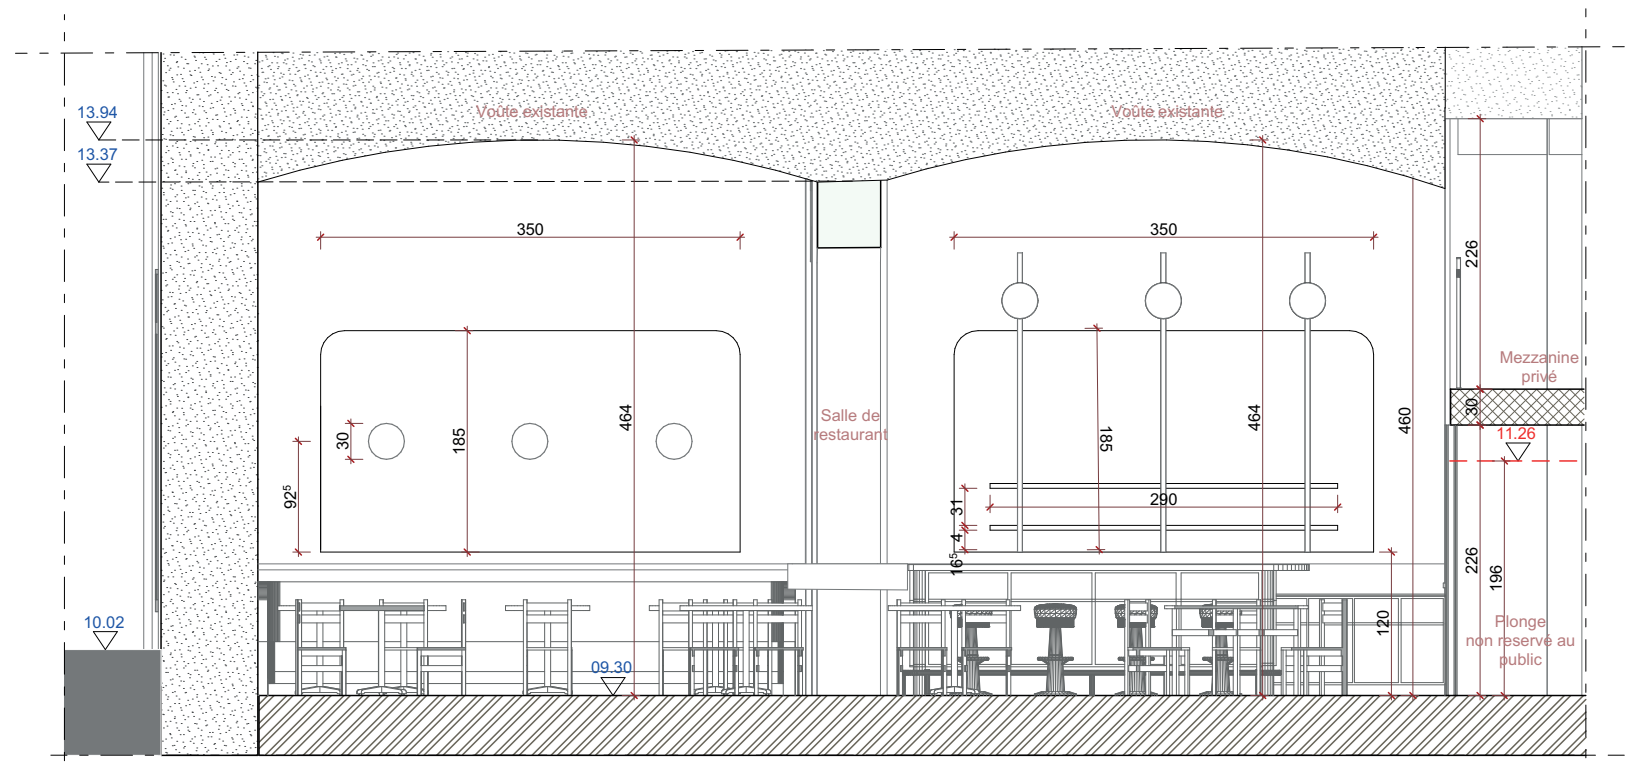 13.94
13.37
Voûte existante
Voûte existante
350
350
226
Mezzanine
privé
30
464
464
460
Salle de
restaurant
30
185
185
11.26
92⁵
31
290
4
16⁵
226
196
120
10.02
09.30
Plonge
non reservé au
public